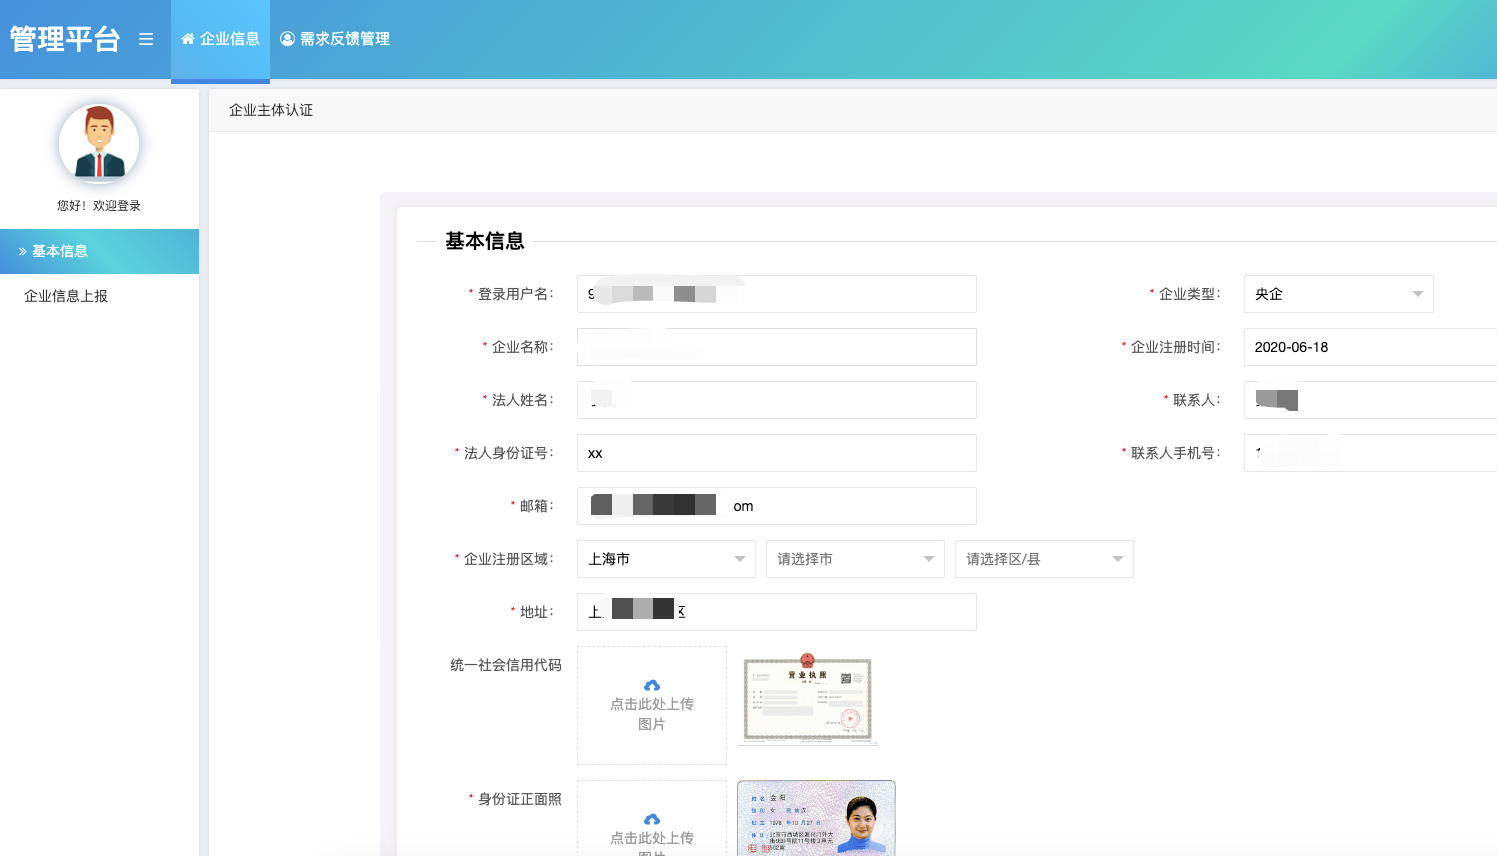 管理平台
企业信息
需求反馈管理
您好！欢迎登录
基本信息
企业信息上报
企业主体认证
基本信息
* 登录用户名：
9
* 企业类型：
央企
* 企业名称：
* 企业注册时间：
2020-06-18
* 法人姓名：
* 联系人：
* 法人身份证号：
xx
* 联系人手机号：
1
* 邮箱：
om
* 企业注册区域：
上海市
请选择市
请选择区/县
* 地址：
上
区
统一社会信用代码
点击此处上传
图片
营业执照
* 身份证正面照
点击此处上传
图片